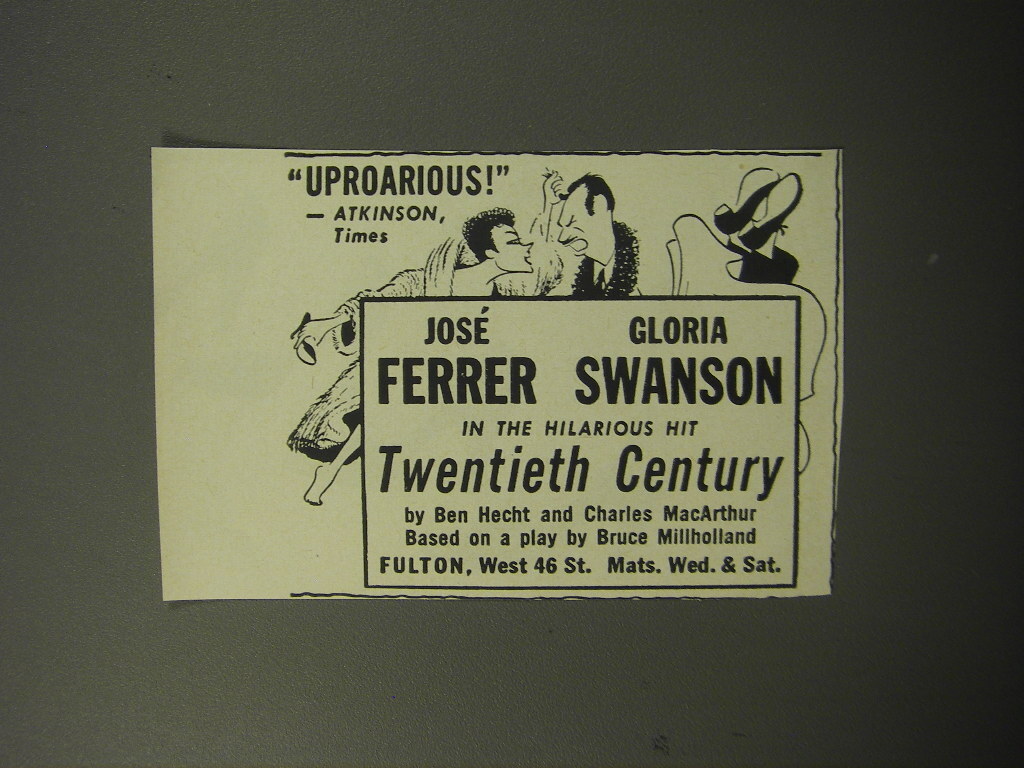 “UPROARIOUS!”
— ATKINSON,
Times
JOSÉ GLORIA
FERRER SWANSON
IN THE HILARIOUS HIT
Twentieth Century
by Ben Hecht and Charles MacArthur
Based on a play by Bruce Millholland
FULTON, West 46 St. Mats. Wed. & Sat.